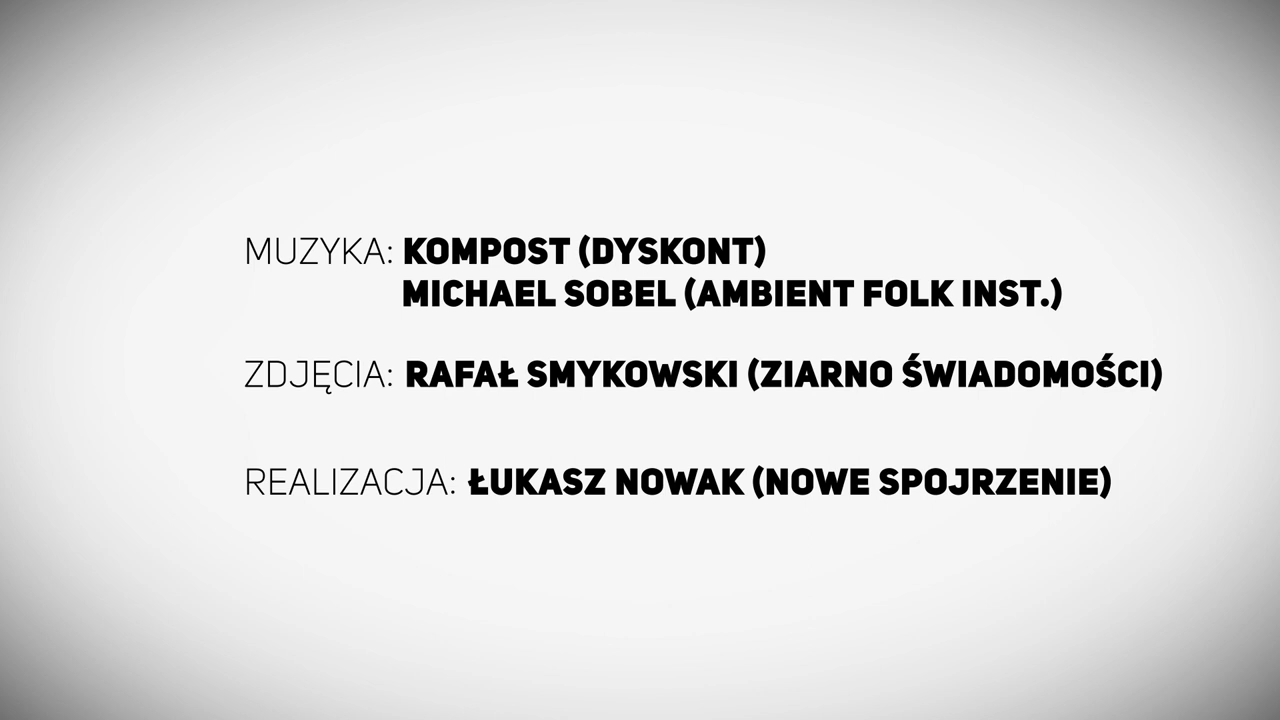 MUZYKA: KOMPOST (DYSKONT)
MICHAEL SOBEL (AMBIENT FOLK INST.)
ZDJĘCIA: RAFAŁ SMYKOWSKI (ZIARNO ŚWIADOMOŚCI)
REALIZACJA: ŁUKASZ NOWAK (NOWE SPOJRZENIE)